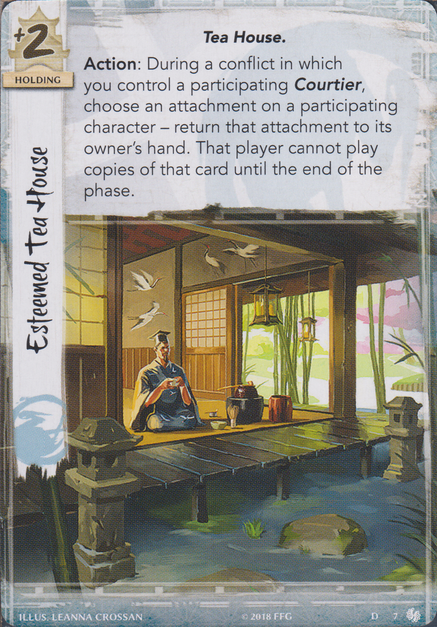 +2
HOLDING
Tea House.
Action: During a conflict in which
you control a participating Courtier,
choose an attachment on a participating
character – return that attachment to its
owner's hand. That player cannot play
copies of that card until the end of the
phase.
Esteemed Tea House
ILLUS. LEANNA CROSSAN
©2018 FFG
D 7